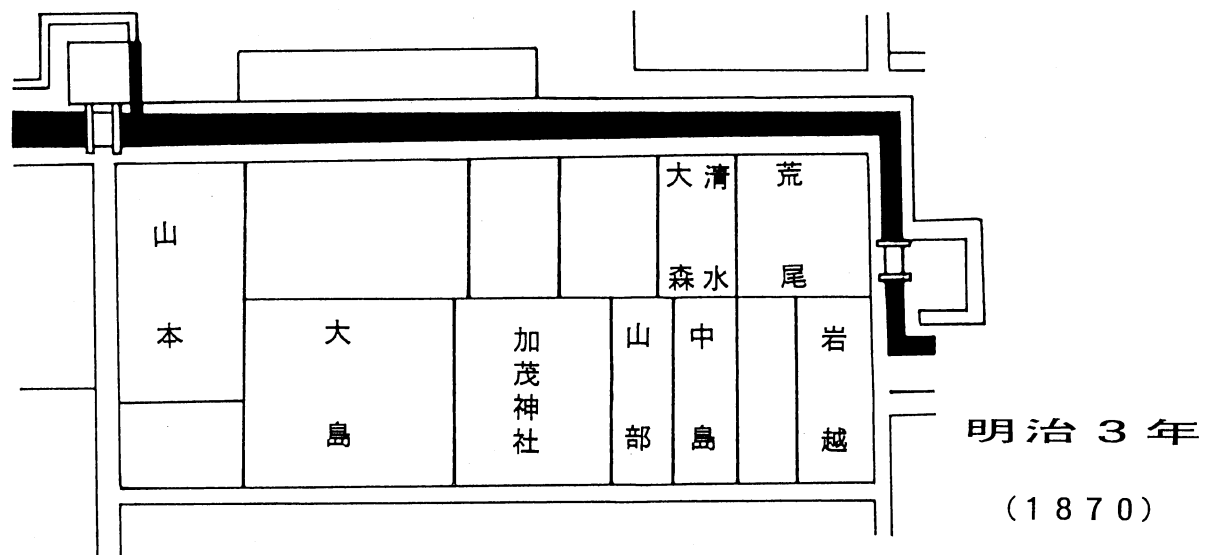 山本
大島
加茂神社
山部
中島
清水
大森
荒尾
岩越
明治3年
(1870)